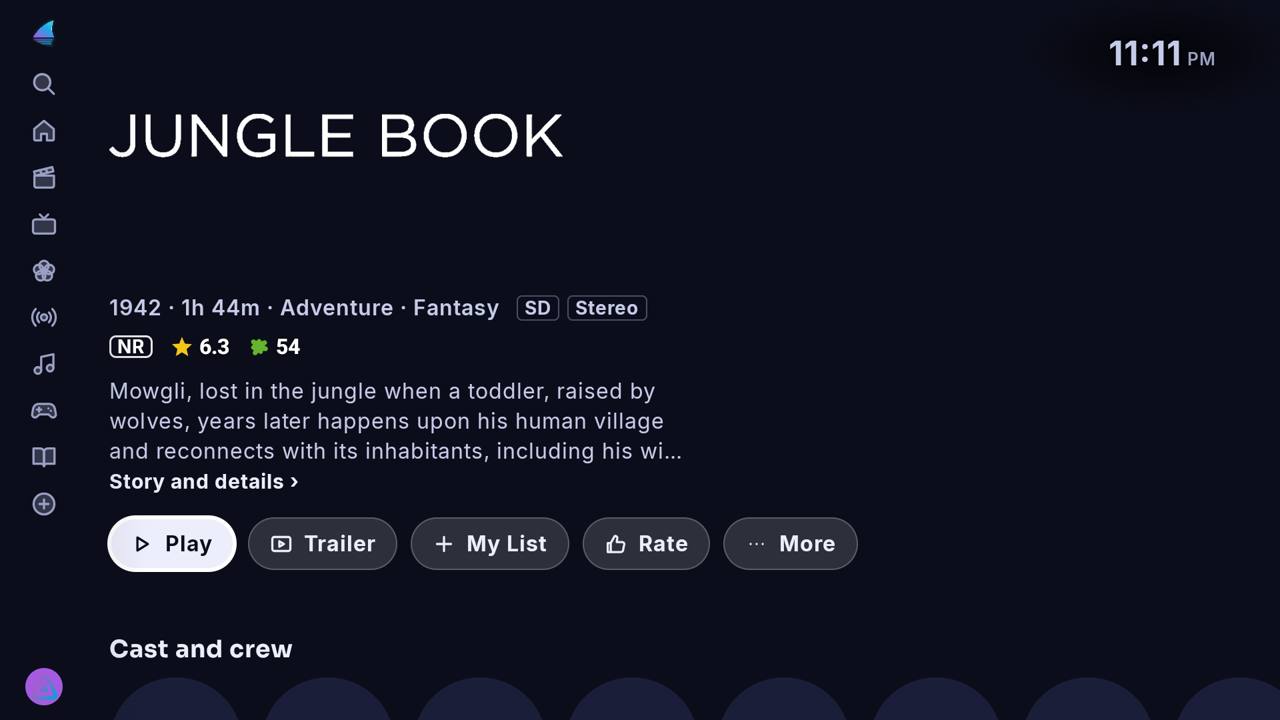 11:11 PM
JUNGLE BOOK
1942 · 1h 44m · Adventure · Fantasy SD Stereo
NR 6.3 54
Mowgli, lost in the jungle when a toddler, raised by
wolves, years later happens upon his human village
and reconnects with its inhabitants, including his wi...
Story and details ›
Play Trailer My List Rate More
Cast and crew